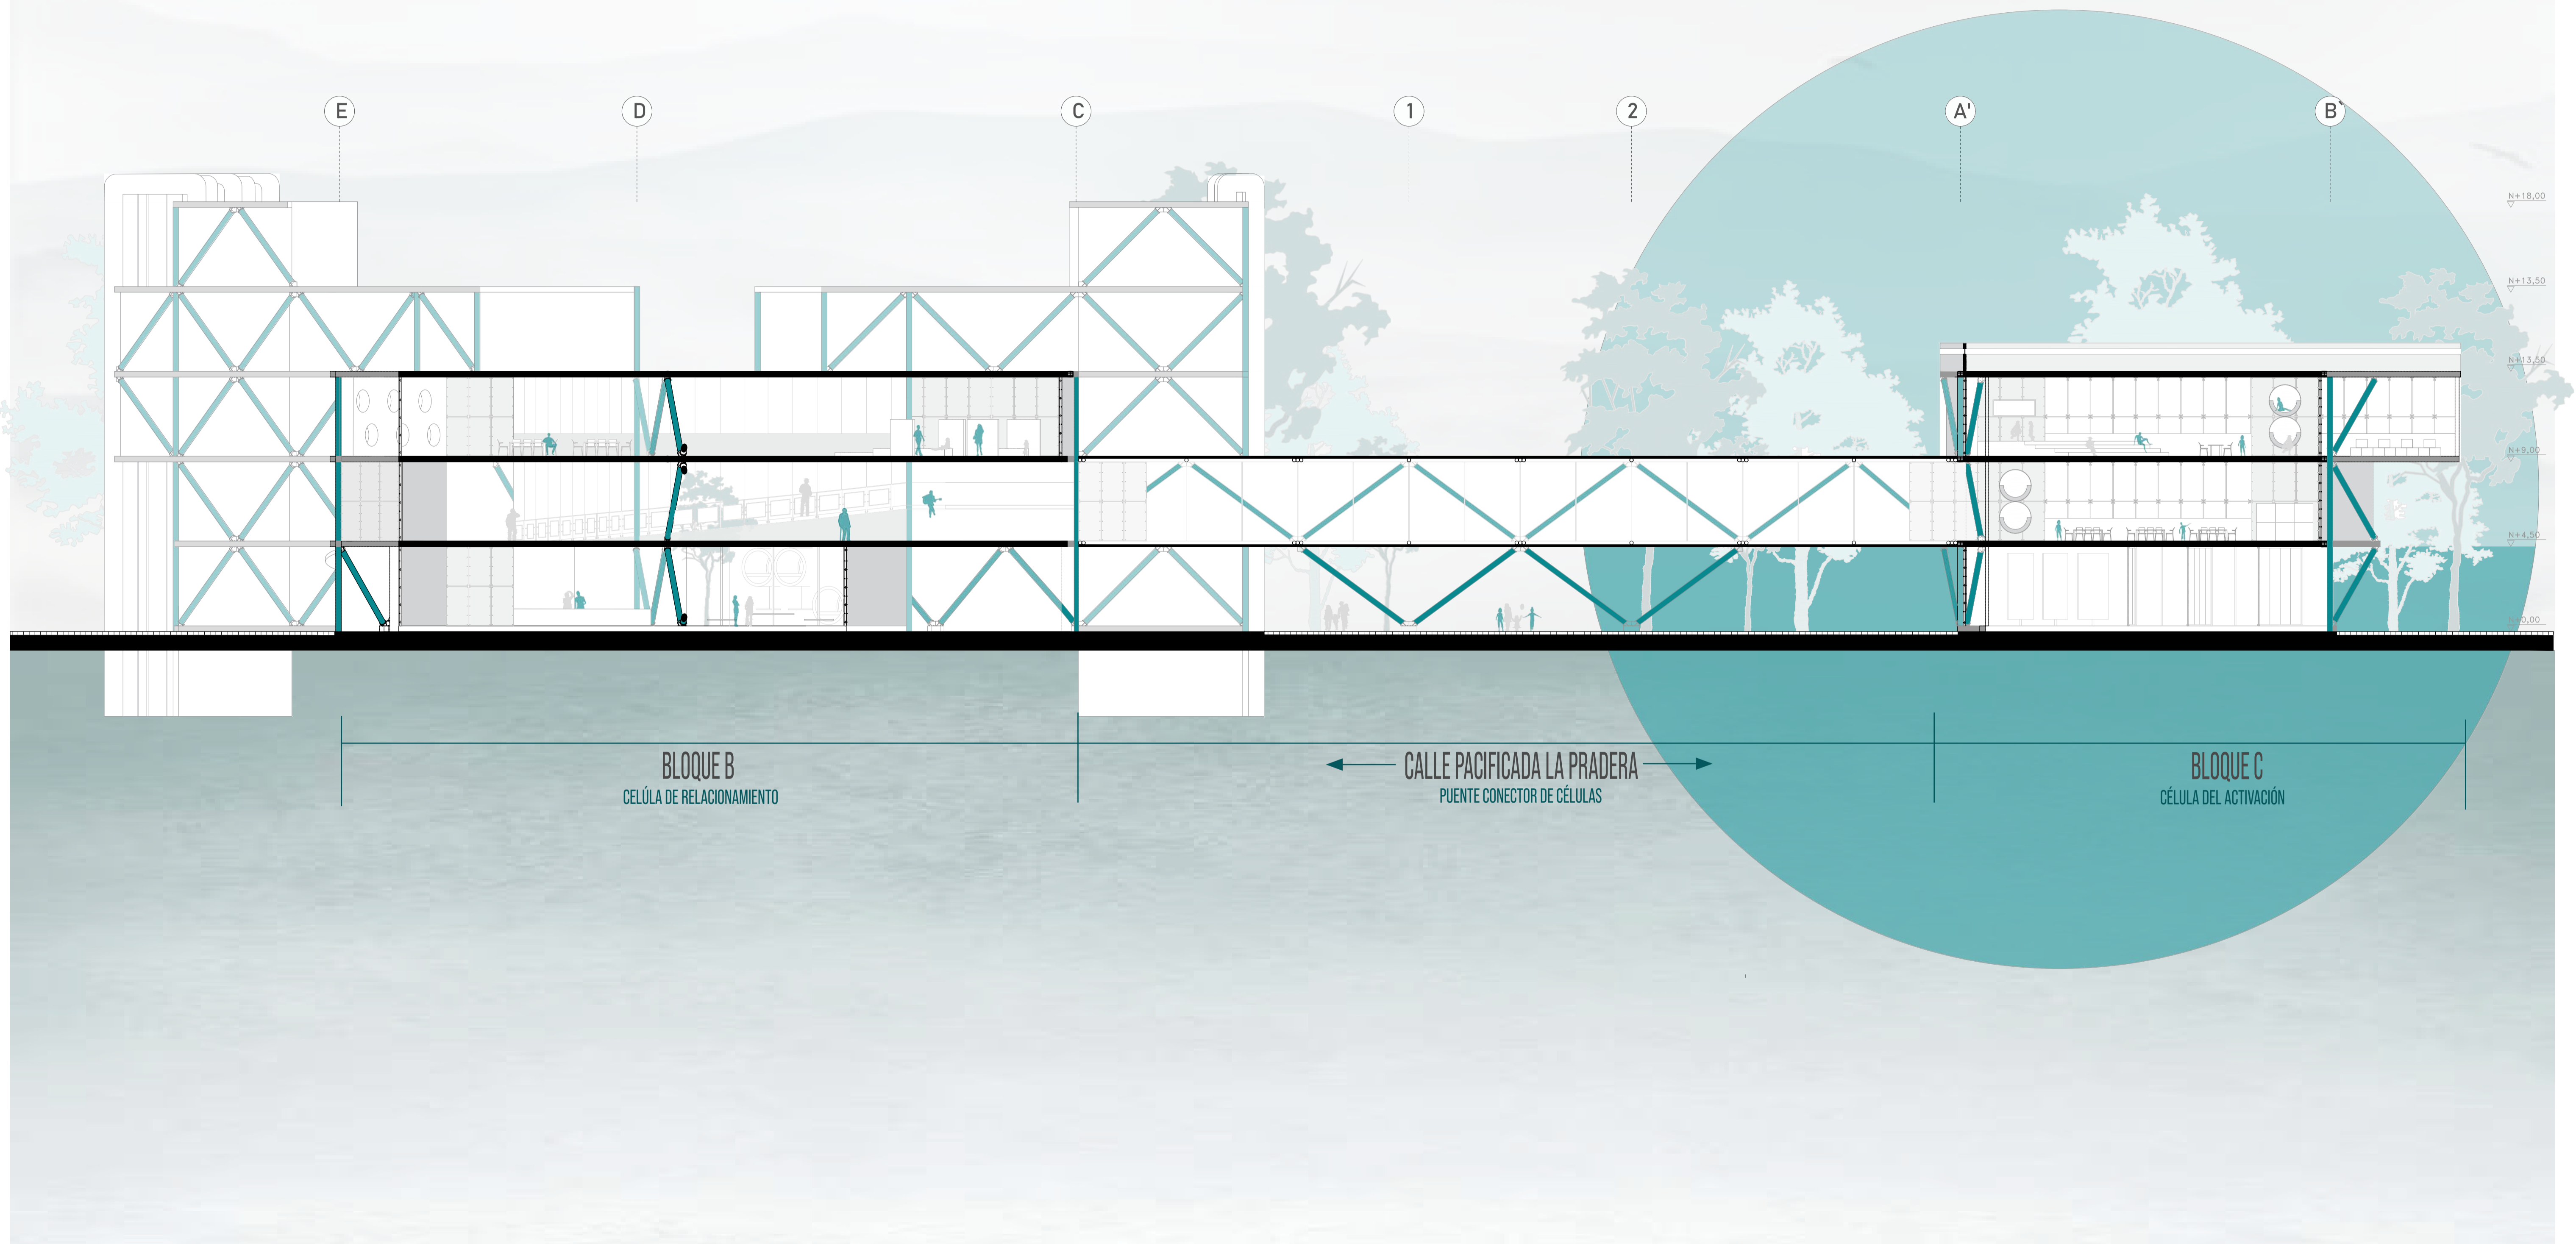 E D C 1 2 A' B`
N+18,00
N+13,50
N+13,50
N+9,00
N+4,50
N+0,00
BLOQUE B
CELÚLA DE RELACIONAMIENTO
CALLE PACIFICADA LA PRADERA
PUENTE CONECTOR DE CÉLULAS
BLOQUE C
CÉLULA DEL ACTIVACIÓN